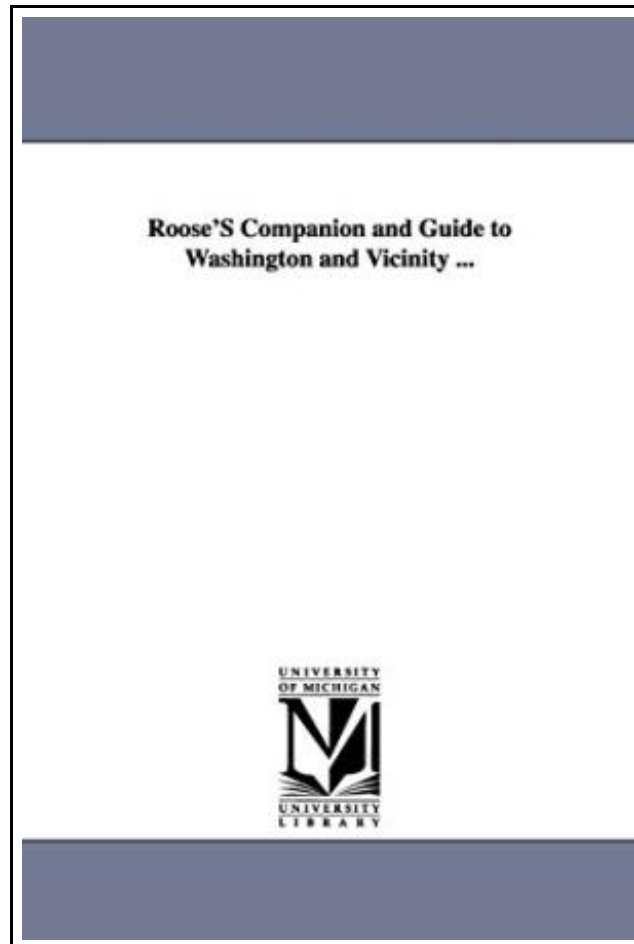 Roose'S Companion and Guide to
Washington and Vicinity ...
UNIVERSITY
OF MICHIGAN
UNIVERSITY
LIBRARY